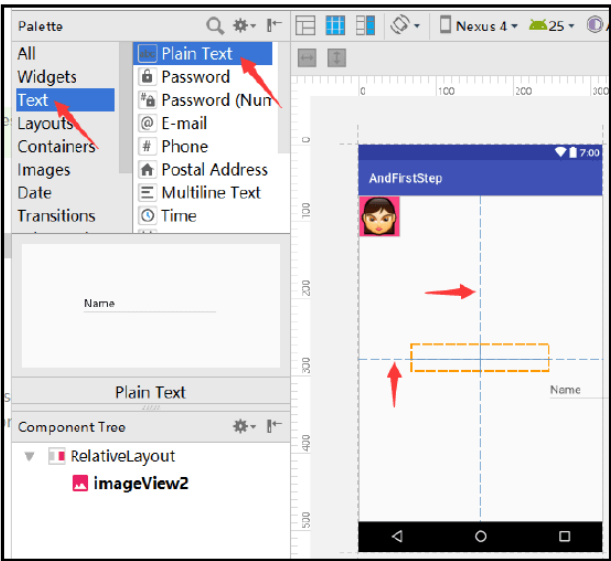 Palette
All
Widgets
Text
Layouts
Containers
Images
Date
Transitions
Plain Text
Password
Password (Num
E-mail
Phone
Postal Address
Multiline Text
Time
Name
Plain Text
Component Tree
RelativeLayout
imageView2
Nexus 4
25
0
100
200
300
0
100
200
300
400
500
7:00
AndFirstStep
Name